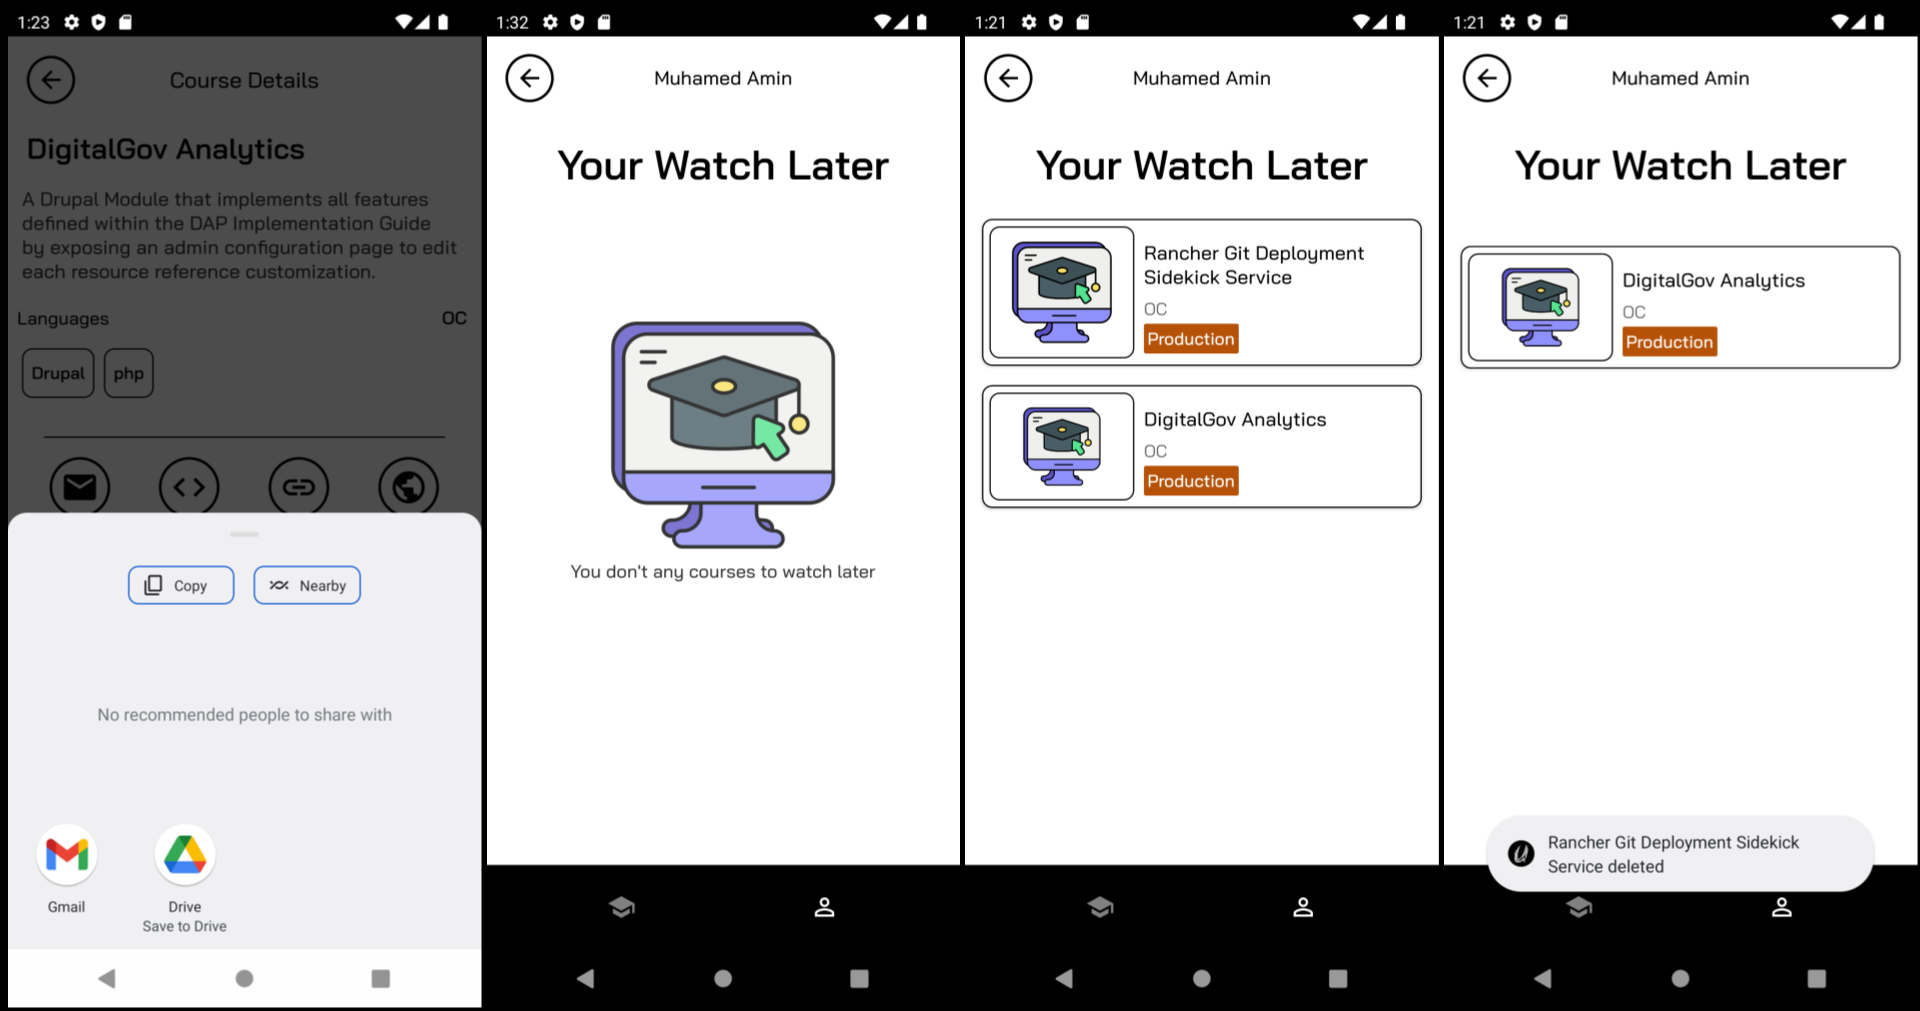 1:23
Course Details
DigitalGov Analytics
A Drupal Module that implements all features
defined within the DAP Implementation Guide
by exposing an admin configuration page to edit
each resource reference customization.
Languages OC
Drupal php
Copy Nearby
No recommended people to share with
Gmail Drive
Save to Drive
1:32
Muhamed Amin
Your Watch Later
You don't any courses to watch later
1:21
Muhamed Amin
Your Watch Later
Rancher Git Deployment
Sidekick Service
OC
Production
DigitalGov Analytics
OC
Production
1:21
Muhamed Amin
Your Watch Later
DigitalGov Analytics
OC
Production
Rancher Git Deployment Sidekick
Service deleted